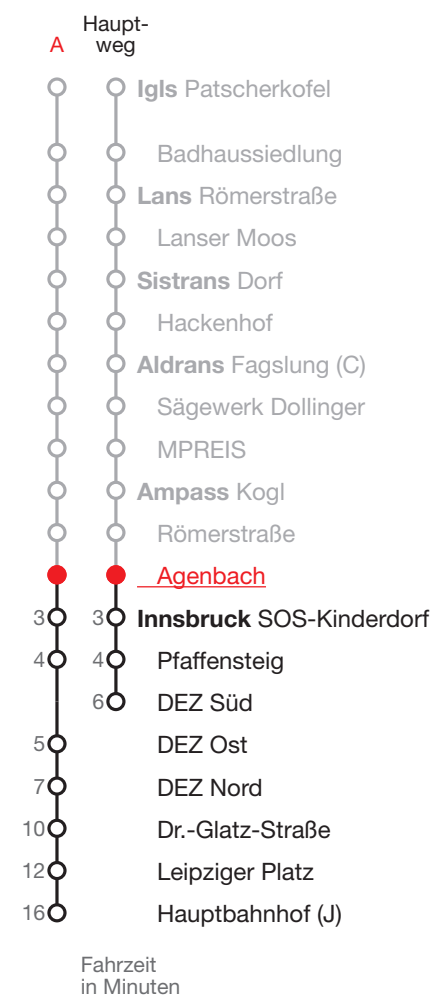 A
Haupt-
weg
Igls Patscherkofel
Badhaussiedlung
Lans Römerstraße
Lanser Moos
Sistrans Dorf
Hackenhof
Aldrans Fagslung (C)
Sägewerk Dollinger
MPREIS
Ampass Kogl
Römerstraße
Agenbach
3 3 Innsbruck SOS-Kinderdorf
4 4 Pfaffensteig
6 DEZ Süd
5 DEZ Ost
7 DEZ Nord
10 Dr.-Glatz-Straße
12 Leipziger Platz
16 Hauptbahnhof (J)
Fahrzeit
in Minuten